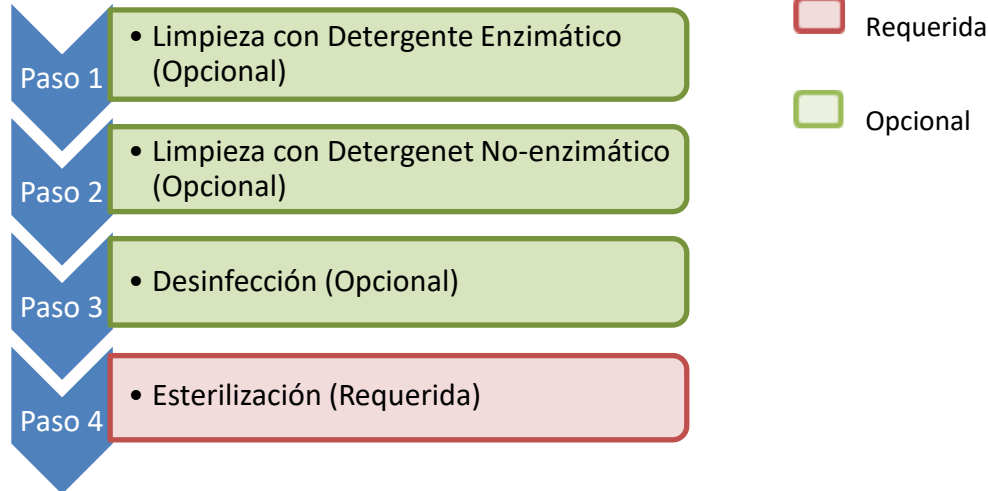 Paso 1
• Limpieza con Detergente Enzimático
(Opcional)
Paso 2
• Limpieza con Detergenet No-enzimático
(Opcional)
Paso 3
• Desinfección (Opcional)
Paso 4
• Esterilización (Requerida)
Requerida
Opcional